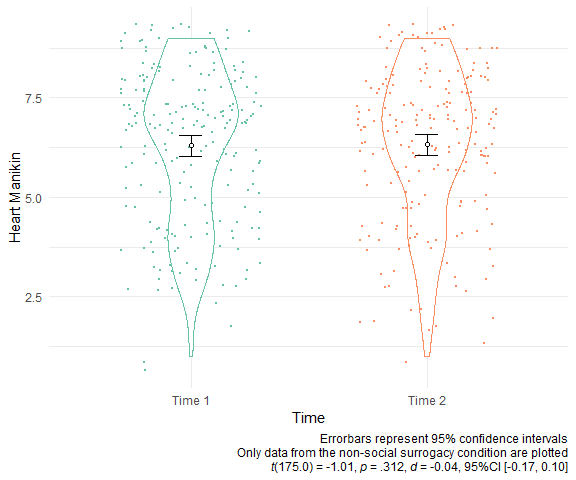 Heart Manikin
7.5
5.0
2.5
Time 1
Time 2
Time
Errorbars represent 95% confidence intervals
Only data from the non-social surrogacy condition are plotted
t(175.0) = -1.01, p = .312, d = -0.04, 95%CI [-0.17, 0.10]